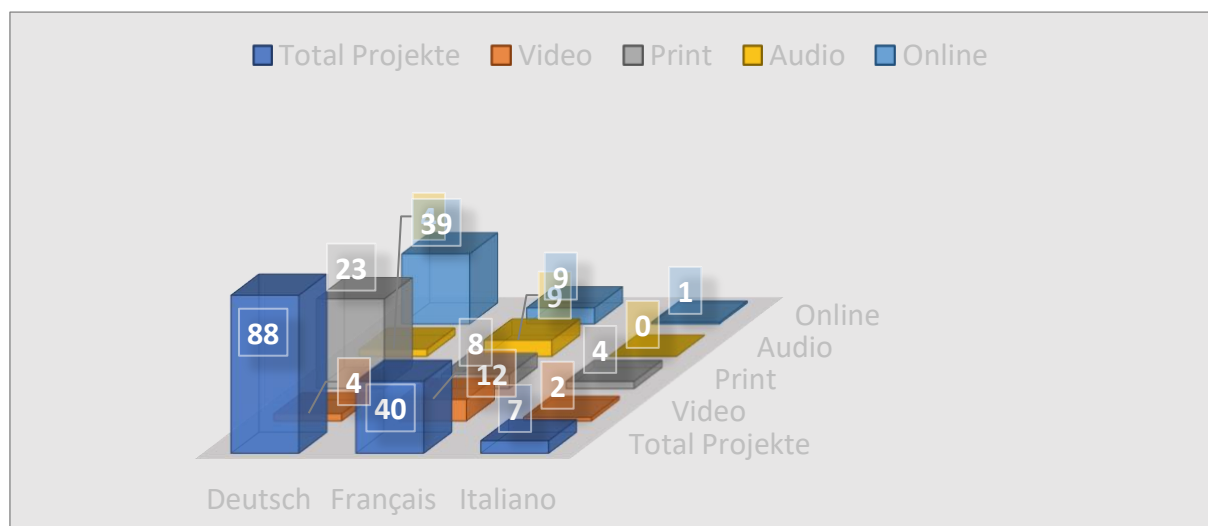 Total Projekte Video Print Audio Online
4
39
23
9
9
1
88
8
0
4
4
12
2
40
7
Online
Audio
Print
Video
Total Projekte
Deutsch Français Italiano